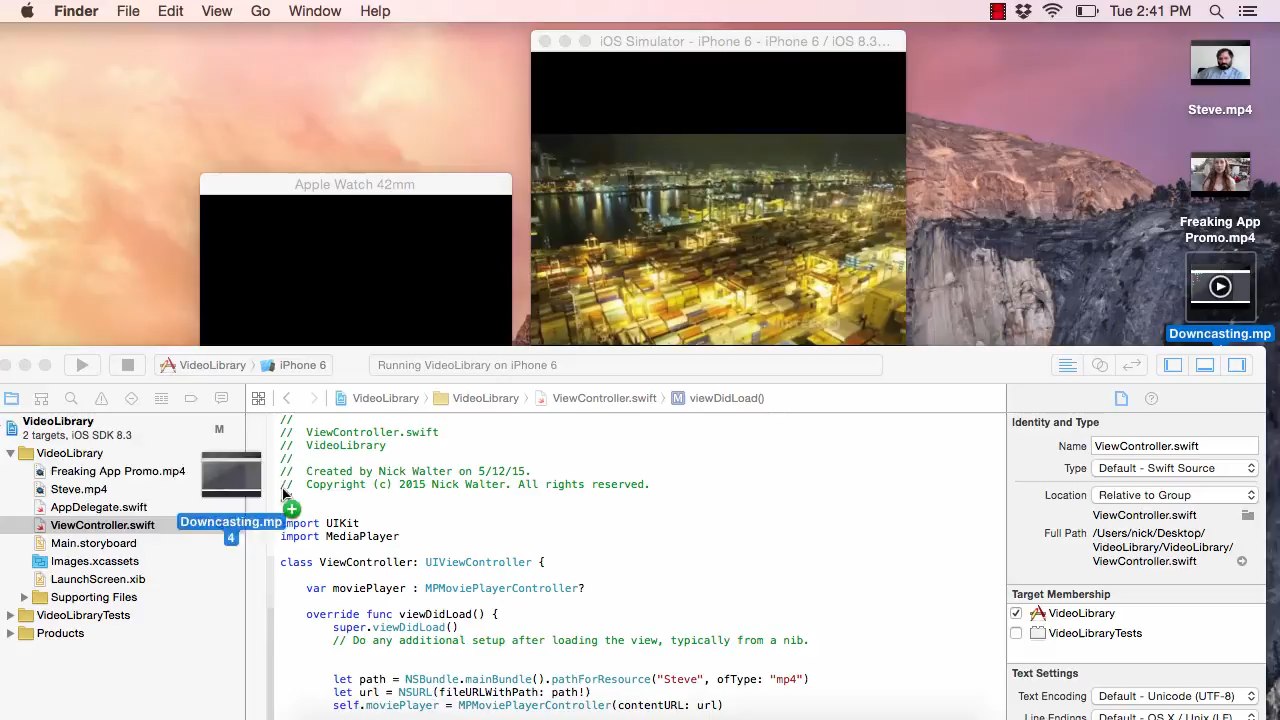 Finder File Edit View Go Window Help Tue 2:41 PM
iOS Simulator - iPhone 6 - iPhone 6 / iOS 8.3...
Steve.mp4
Apple Watch 42mm
Freaking App
Promo.mp4
Downcasting.mp
VideoLibrary iPhone 6 Running VideoLibrary on iPhone 6
VideoLibrary VideoLibrary ViewController.swift M viewDidLoad()
VideoLibrary
2 targets, iOS SDK 8.3 M
VideoLibrary
Freaking App Promo.mp4
Steve.mp4
AppDelegate.swift
ViewController.swift
Main.storyboard
Images.xcassets
LaunchScreen.xib
Supporting Files
VideoLibraryTests
Products
Downcasting.mp
4
//
// ViewController.swift
// VideoLibrary
//
// Created by Nick Walter on 5/12/15.
// Copyright (c) 2015 Nick Walter. All rights reserved.
//
import UIKit
import MediaPlayer
class ViewController: UIViewController {
var moviePlayer : MPMoviePlayerController?
override func viewDidLoad() {
super.viewDidLoad()
// Do any additional setup after loading the view, typically from a nib.
let path = NSBundle.mainBundle().pathForResource("Steve", ofType: "mp4")
let url = NSURL(fileURLWithPath: path!)
self.moviePlayer = MPMoviePlayerController(contentURL: url)
Identity and Type
Name ViewController.swift
Type Default - Swift Source
Location Relative to Group
ViewController.swift
Full Path /Users/nick/Desktop/
VideoLibrary/VideoLibrary/
ViewController.swift
Target Membership
VideoLibrary
VideoLibraryTests
Text Settings
Text Encoding Default - Unicode (UTF-8)
Line Endings Default - OS X / Unix (LF)